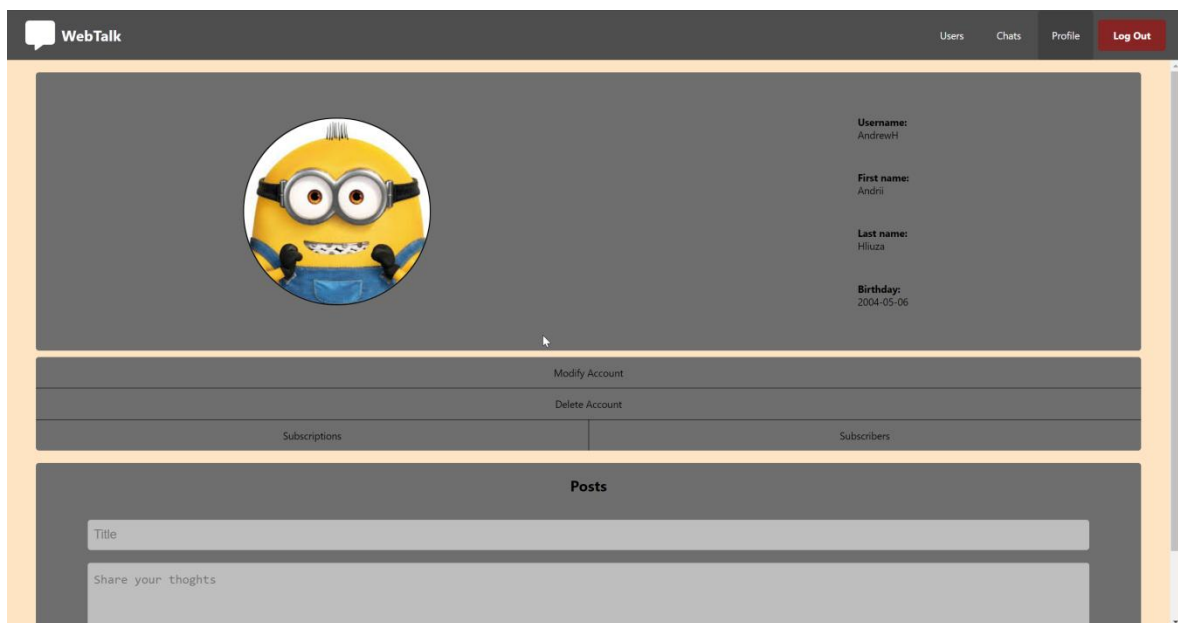 WebTalk
Users Chats Profile Log Out
Username:
AndrewH
First name:
Andrii
Last name:
Hliuza
Birthday:
2004-05-06
Modify Account
Delete Account
Subscriptions Subscribers
Posts
Title
Share your thoghts